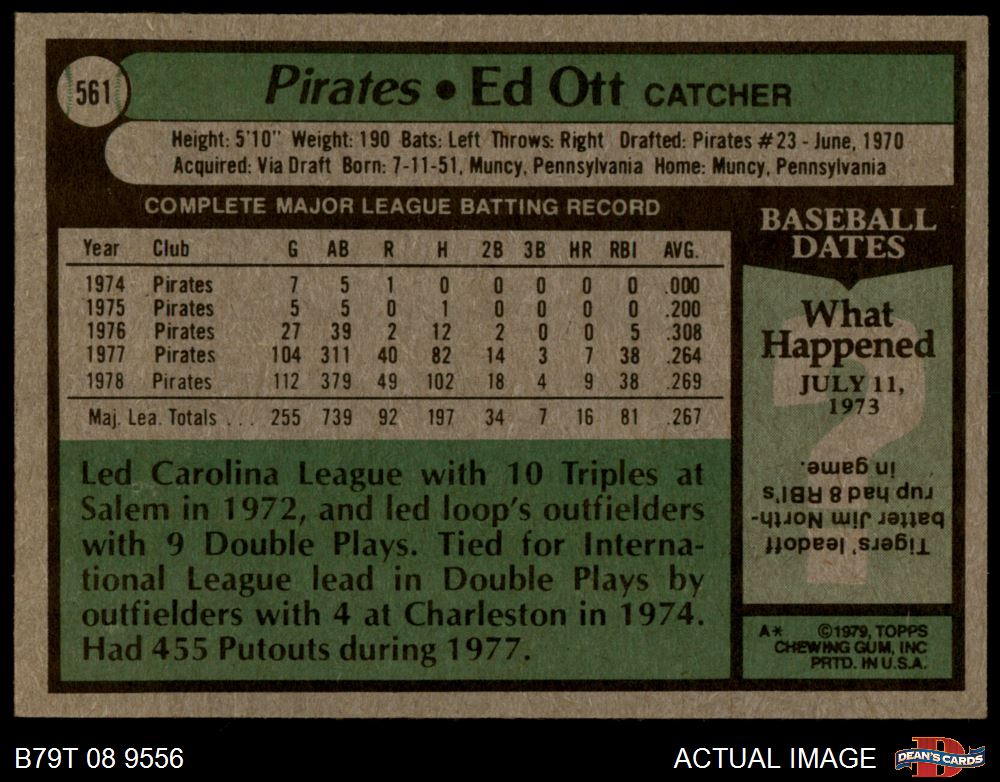 561
Pirates • Ed Ott CATCHER
Height: 5'10" Weight: 190 Bats: Left Throws: Right Drafted: Pirates #23 - June, 1970
Acquired: Via Draft Born: 7-11-51, Muncy, Pennsylvania Home: Muncy, Pennsylvania
COMPLETE MAJOR LEAGUE BATTING RECORD
Year Club G AB R H 2B 3B HR RBI AVG.
1974 Pirates 7 5 1 0 0 0 0 0 .000
1975 Pirates 5 5 0 1 0 0 0 0 .200
1976 Pirates 27 39 2 12 2 0 0 5 .308
1977 Pirates 104 311 40 82 14 3 7 38 .264
1978 Pirates 112 379 49 102 18 4 9 38 .269
Maj. Lea. Totals . . . 255 739 92 197 34 7 16 81 .267
Led Carolina League with 10 Triples at
Salem in 1972, and led loop's outfielders
with 9 Double Plays. Tied for Interna-
tional League lead in Double Plays by
outfielders with 4 at Charleston in 1974.
Had 455 Putouts during 1977.
BASEBALL
DATES
What
Happened
JULY 11,
1973
Tigers' leadoff
batter Jim North-
rup had 8 RBI's
in game.
A* ©1979, TOPPS
CHEWING GUM, INC
PRTD. IN U.S.A.
B79T 08 9556
ACTUAL IMAGE
D
DEAN'S CARDS